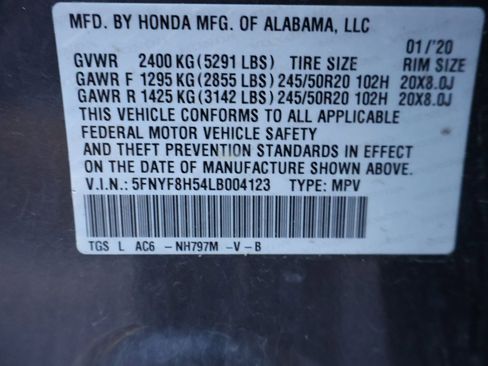 MFD. BY HONDA MFG. OF ALABAMA, LLC
01/'20
GVWR 2400 KG(5291 LBS) TIRE SIZE RIM SIZE
GAWR F 1295 KG(2855 LBS) 245/50R20 102H 20X8.0J
GAWR R 1425 KG(3142 LBS) 245/50R20 102H 20X8.0J
THIS VEHICLE CONFORMS TO ALL APPLICABLE
FEDERAL MOTOR VEHICLE SAFETY
AND THEFT PREVENTION STANDARDS IN EFFECT
ON THE DATE OF MANUFACTURE SHOWN ABOVE.
V.I.N.: 5FNYF8H54LB004123 TYPE: MPV
TGS L AC6 -NH797M -V-B